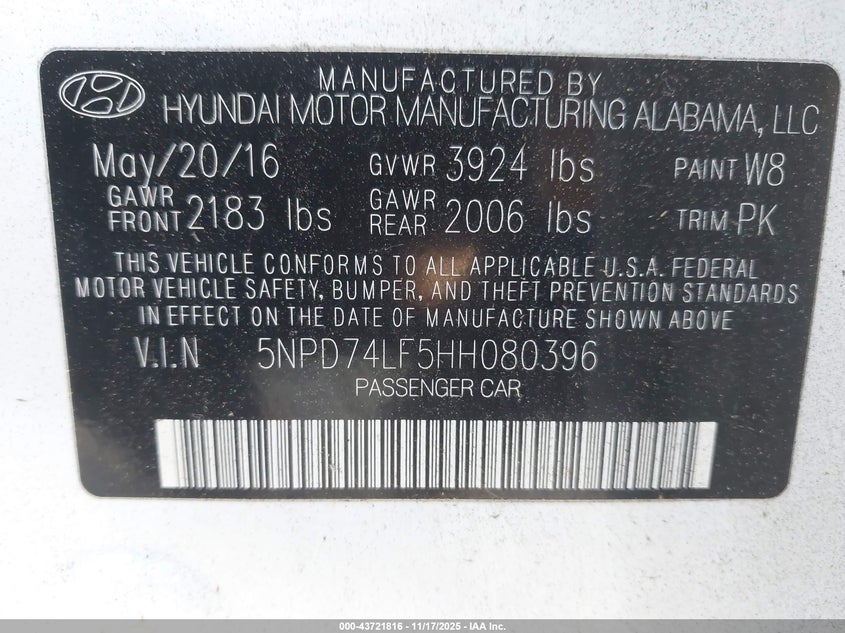 MANUFACTURED BY
HYUNDAI MOTOR MANUFACTURING ALABAMA, LLC
May/20/16 GVWR 3924 lbs PAINT W8
GAWR FRONT 2183 lbs GAWR REAR 2006 lbs TRIM PK
THIS VEHICLE CONFORMS TO ALL APPLICABLE U.S.A. FEDERAL
MOTOR VEHICLE SAFETY, BUMPER, AND THEFT PREVENTION STANDARDS
IN EFFECT ON THE DATE OF MANUFACTURE SHOWN ABOVE
V.I.N 5NPD74LF5HH080396
PASSENGER CAR
000-43721816 - 11/17/2025 - IAA Inc.